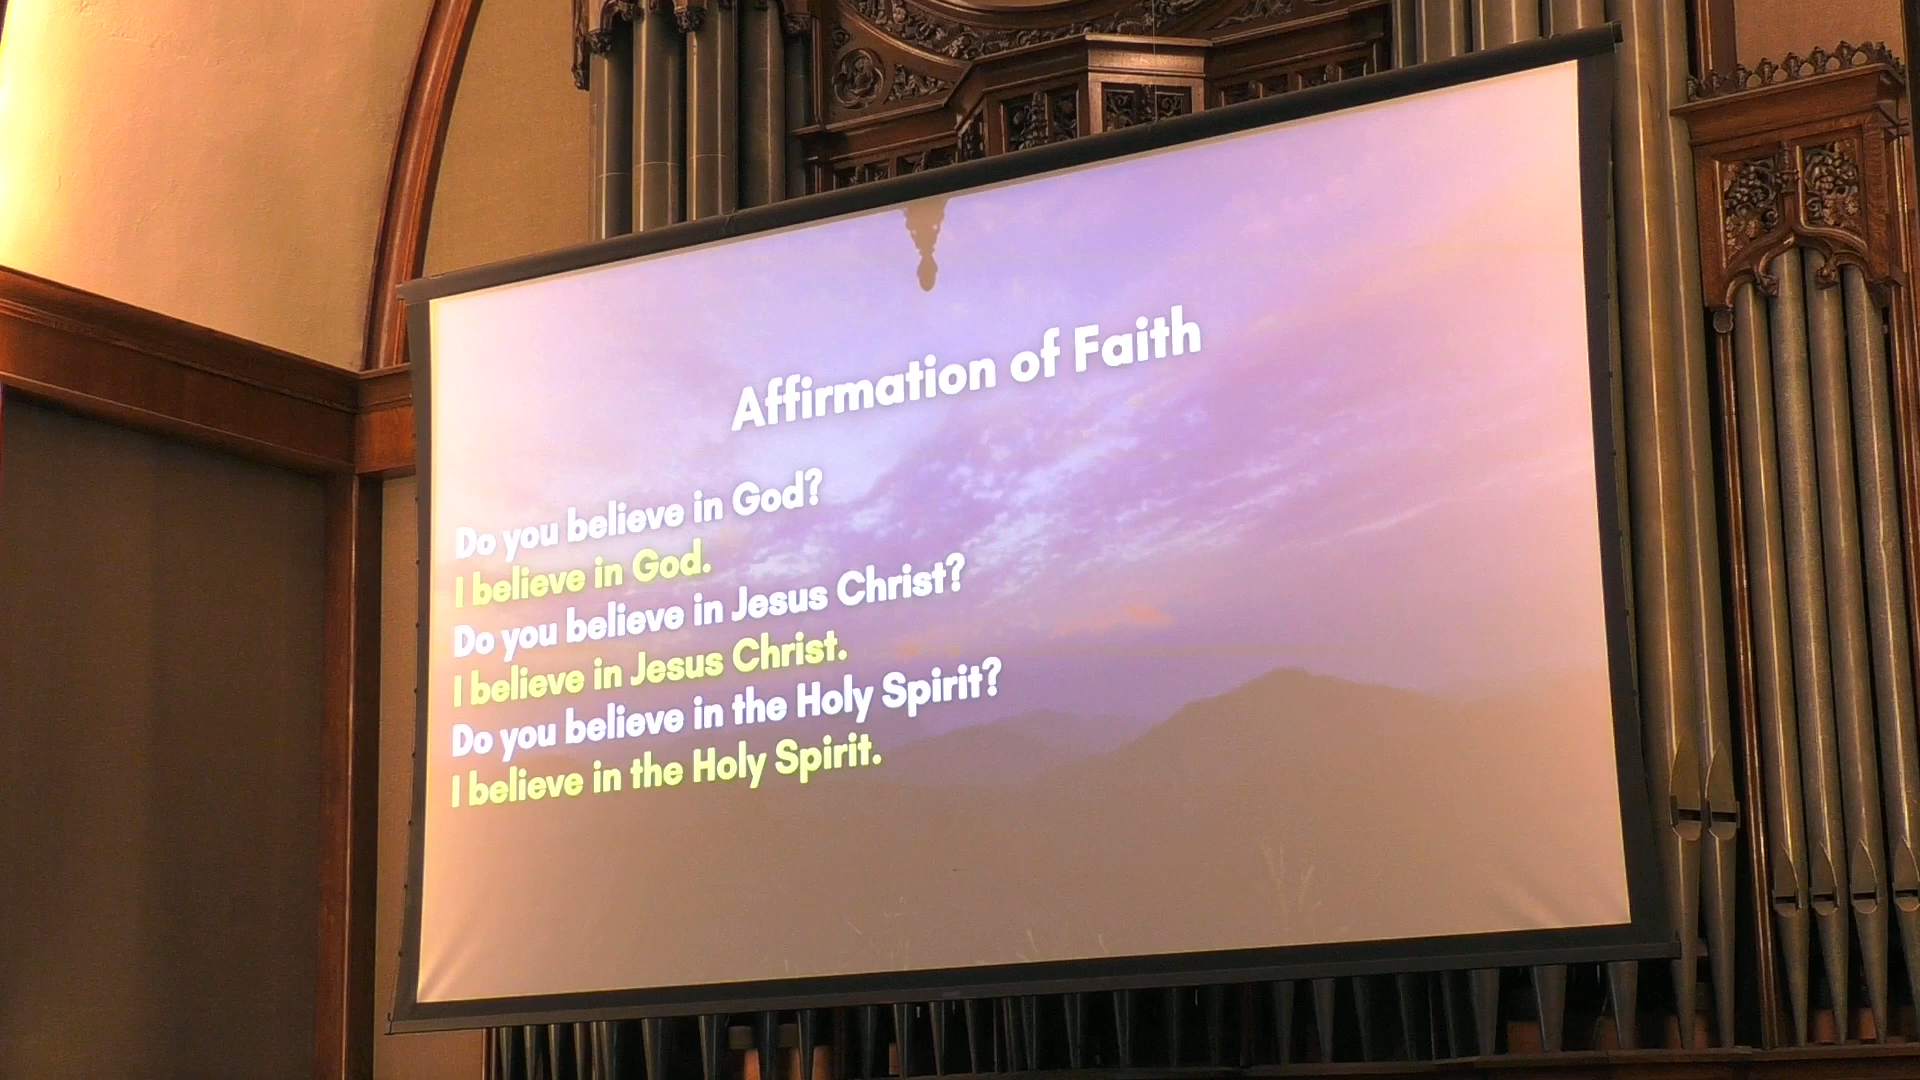 Affirmation of Faith
Do you believe in God?
I believe in God.
Do you believe in Jesus Christ?
I believe in Jesus Christ.
Do you believe in the Holy Spirit?
I believe in the Holy Spirit.